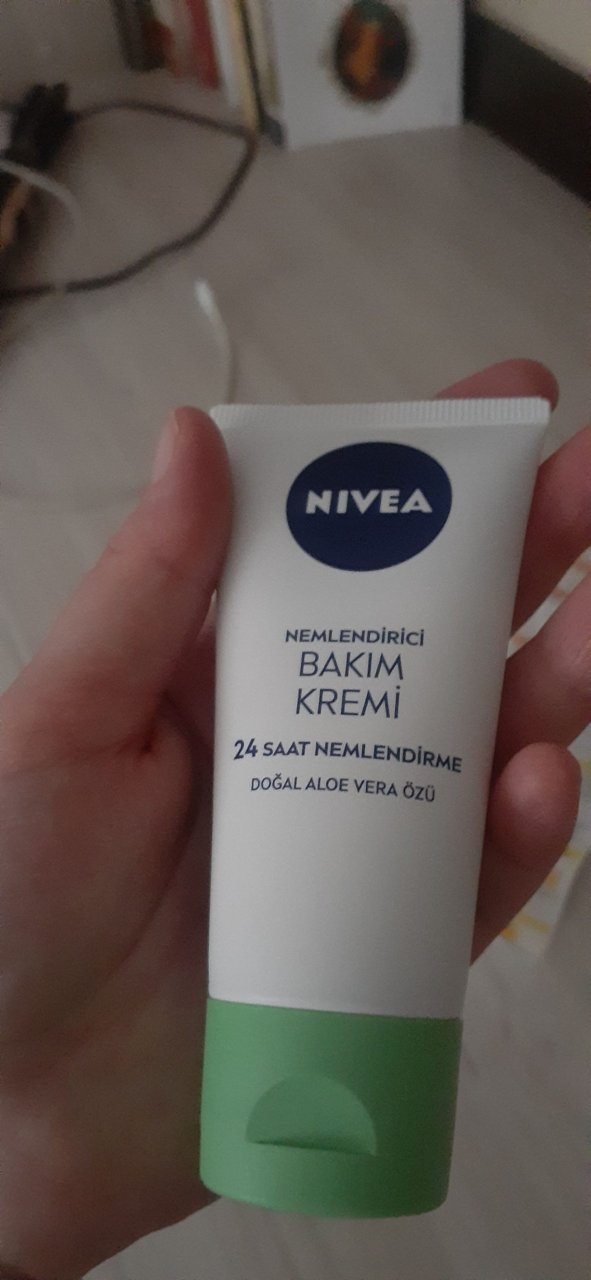 NIVEA
NEMLENDİRİCİ
BAKIM
KREMİ
24 SAAT NEMLENDİRME
DOĞAL ALOE VERA ÖZÜ